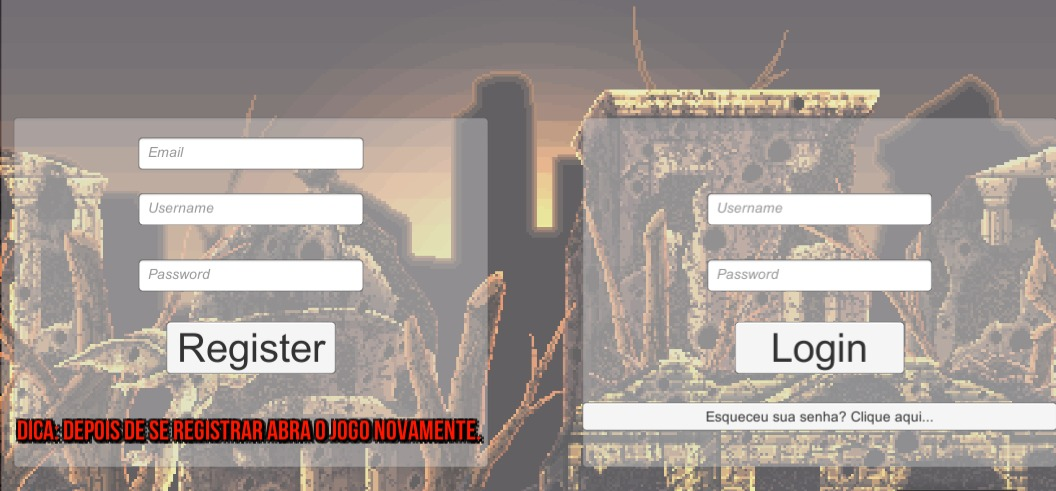 Email
Username
Password
Register
DICA: DEPOIS DE SE REGISTRAR ABRA O JOGO NOVAMENTE.
Username
Password
Login
Esqueceu sua senha? Clique aqui...